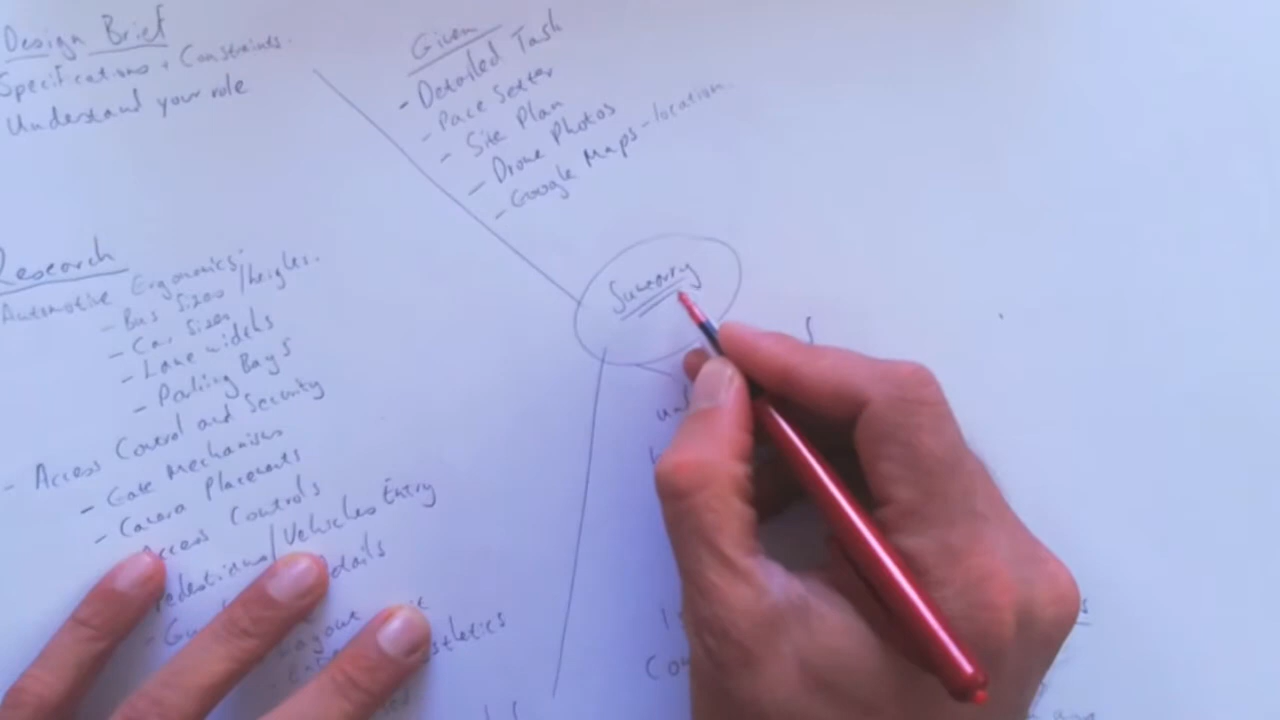 Design Brief
Specifications + Constraints.
Understand your role
Given
- Detailed Task
- Pace Setter
- Site Plan
- Drone Photos
- Google Maps - location.
Summary
Research
Automotive Ergonomics.
- Bus sizes/heights.
- Car Sizes
- Lane widths
- Parking Bays
- Access Control and Security
- Gate Mechanisms
- Camera Placements
Access Controls
Pedestrians/Vehicles Entry